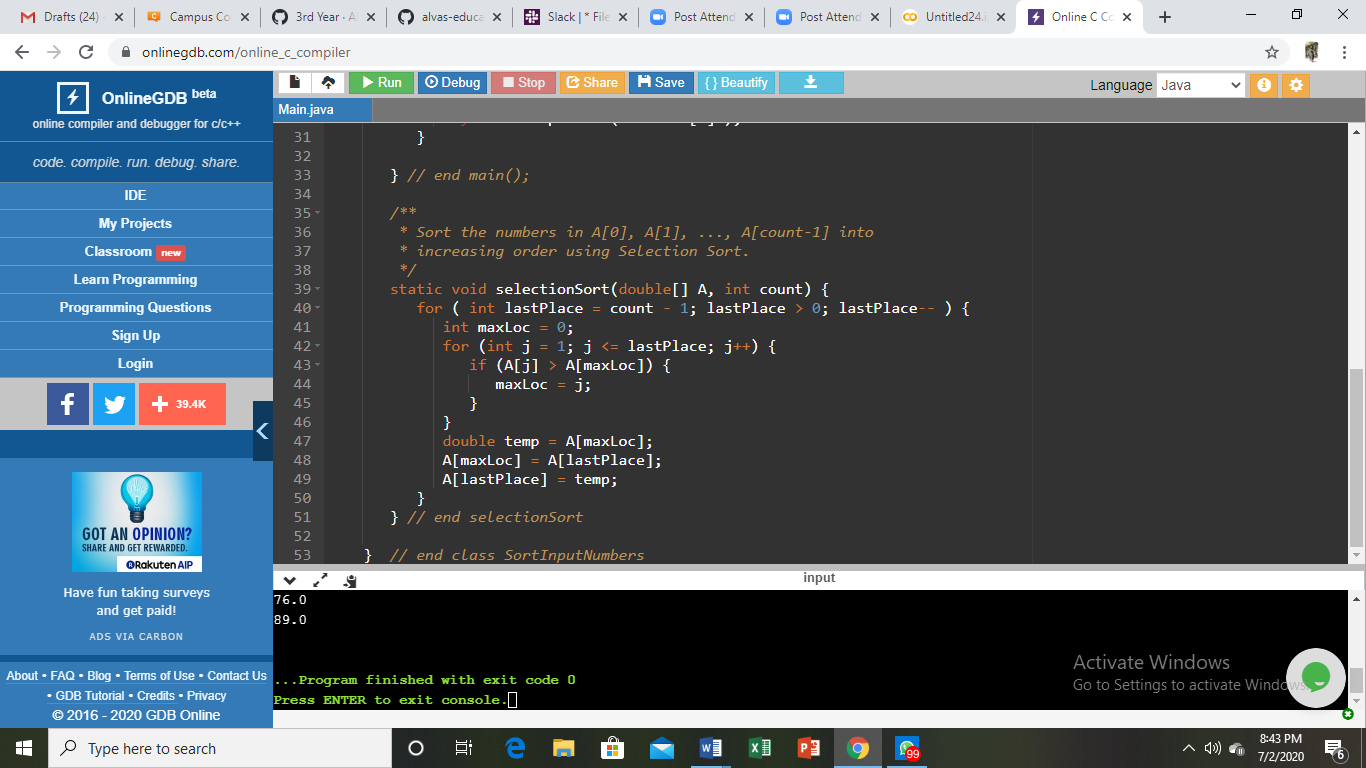 Drafts (24) -
Campus Co
3rd Year · A
alvas-educa
Slack | * File
Post Attend
Post Attend
Untitled24.i
Online C Co
onlinegdb.com/online_c_compiler
OnlineGDB beta
online compiler and debugger for c/c++
code. compile. run. debug. share.
IDE
My Projects
Classroom new
Learn Programming
Programming Questions
Sign Up
Login
39.4K
GOT AN OPINION?
SHARE AND GET REWARDED.
Rakuten AIP
Have fun taking surveys
and get paid!
ADS VIA CARBON
About • FAQ • Blog • Terms of Use • Contact Us
• GDB Tutorial • Credits • Privacy
© 2016 - 2020 GDB Online
Run Debug Stop Share Save { } Beautify
Language Java
Main.java
31 }
32
33 } // end main();
34
35 /**
36 * Sort the numbers in A[0], A[1], ..., A[count-1] into
37 * increasing order using Selection Sort.
38 */
39 static void selectionSort(double[] A, int count) {
40 for ( int lastPlace = count - 1; lastPlace > 0; lastPlace-- ) {
41 int maxLoc = 0;
42 for (int j = 1; j <= lastPlace; j++) {
43 if (A[j] > A[maxLoc]) {
44 maxLoc = j;
45 }
46 }
47 double temp = A[maxLoc];
48 A[maxLoc] = A[lastPlace];
49 A[lastPlace] = temp;
50 }
51 } // end selectionSort
52
53 } // end class SortInputNumbers
input
76.0
89.0
...Program finished with exit code 0
Press ENTER to exit console.
Activate Windows
Go to Settings to activate Windows.
Type here to search
99
8:43 PM
7/2/2020
6